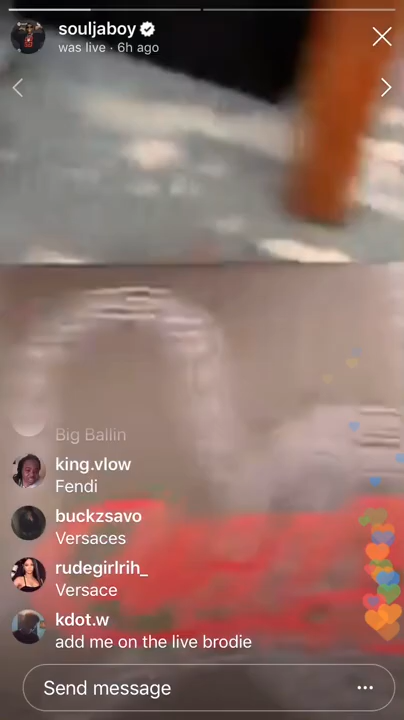 souljaboy
was live · 6h ago
Big Ballin
king.vlow
Fendi
buckzsavo
Versaces
rudegirlrih_
Versace
kdot.w
add me on the live brodie
Send message